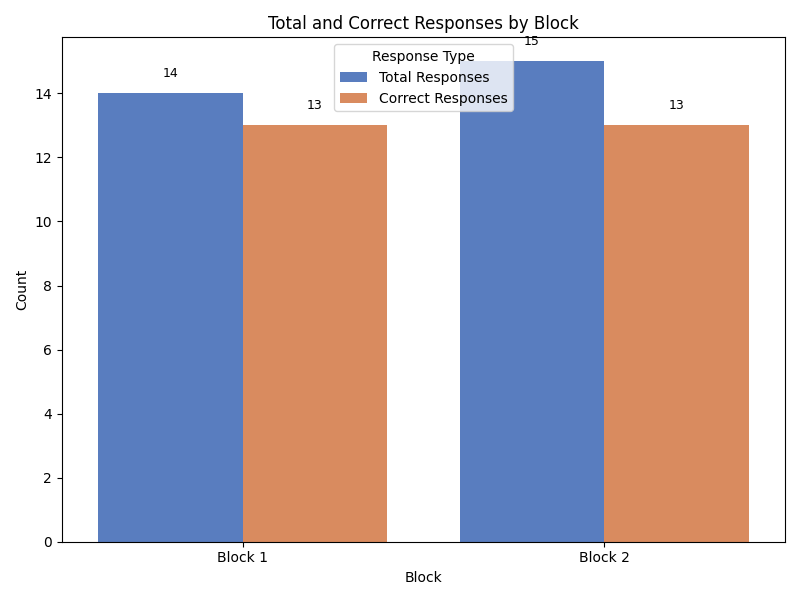 Total and Correct Responses by Block
15
14
13
13
Response Type
Total Responses
Correct Responses
14
12
10
8
6
4
2
0
Count
Block 1
Block 2
Block